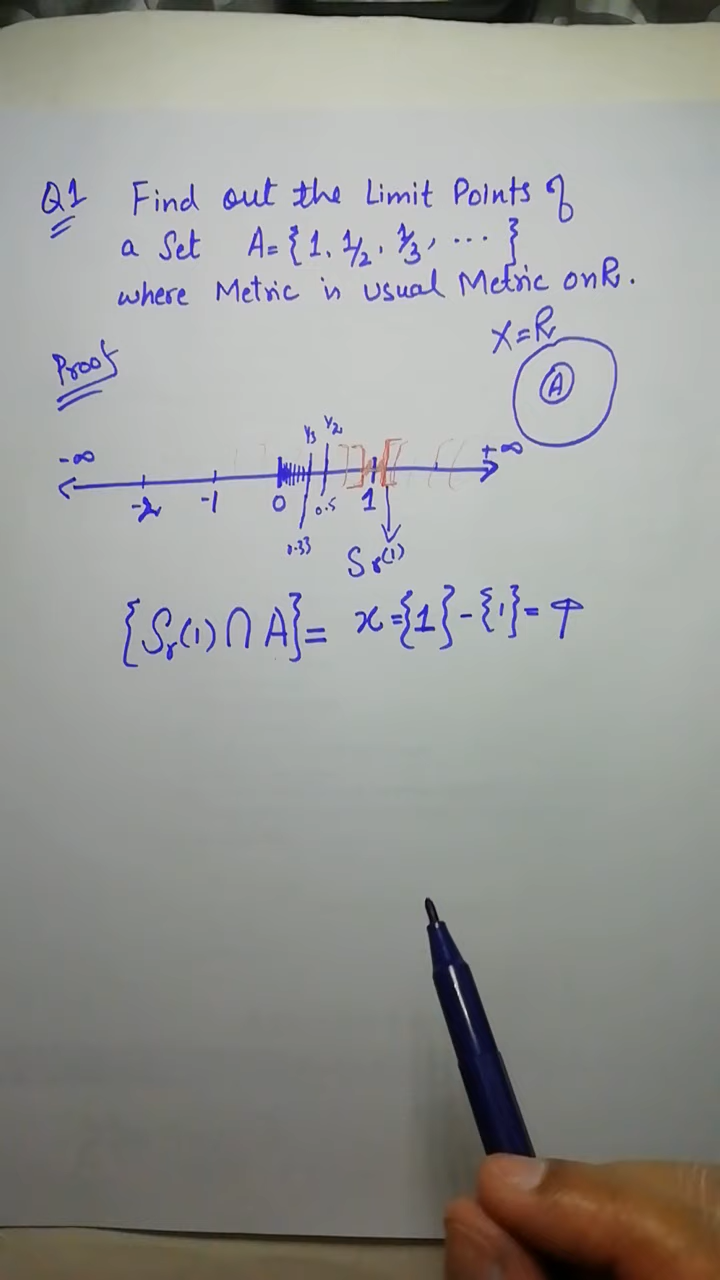 Q1 Find out the Limit Points of
a Set A = {1, 1/2, 1/3, ... }
where Metric is usual Metric on R.
X = R
Proof
A
1/3 1/2
-∞ +∞
-2 -1 0 0.5 1
0.33
Sr(1)
{Sr(1) ∩ A} = x = {1} - {1} = φ